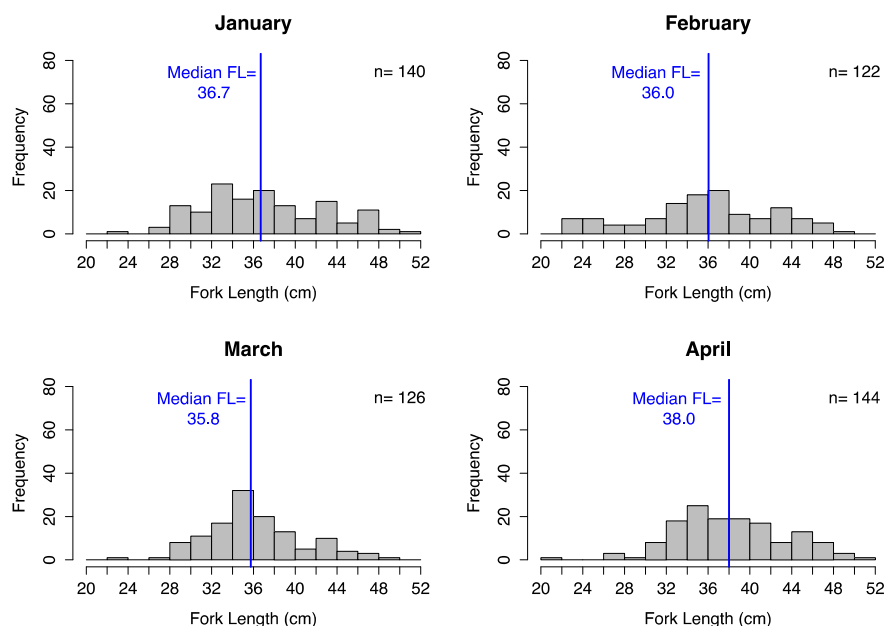 January
Median FL=
36.7
n= 140
80
60
40
20
0
Frequency
20 24 28 32 36 40 44 48 52
Fork Length (cm)
February
Median FL=
36.0
n= 122
80
60
40
20
0
Frequency
20 24 28 32 36 40 44 48 52
Fork Length (cm)
March
Median FL=
35.8
n= 126
80
60
40
20
0
Frequency
20 24 28 32 36 40 44 48 52
Fork Length (cm)
April
Median FL=
38.0
n= 144
80
60
40
20
0
Frequency
20 24 28 32 36 40 44 48 52
Fork Length (cm)